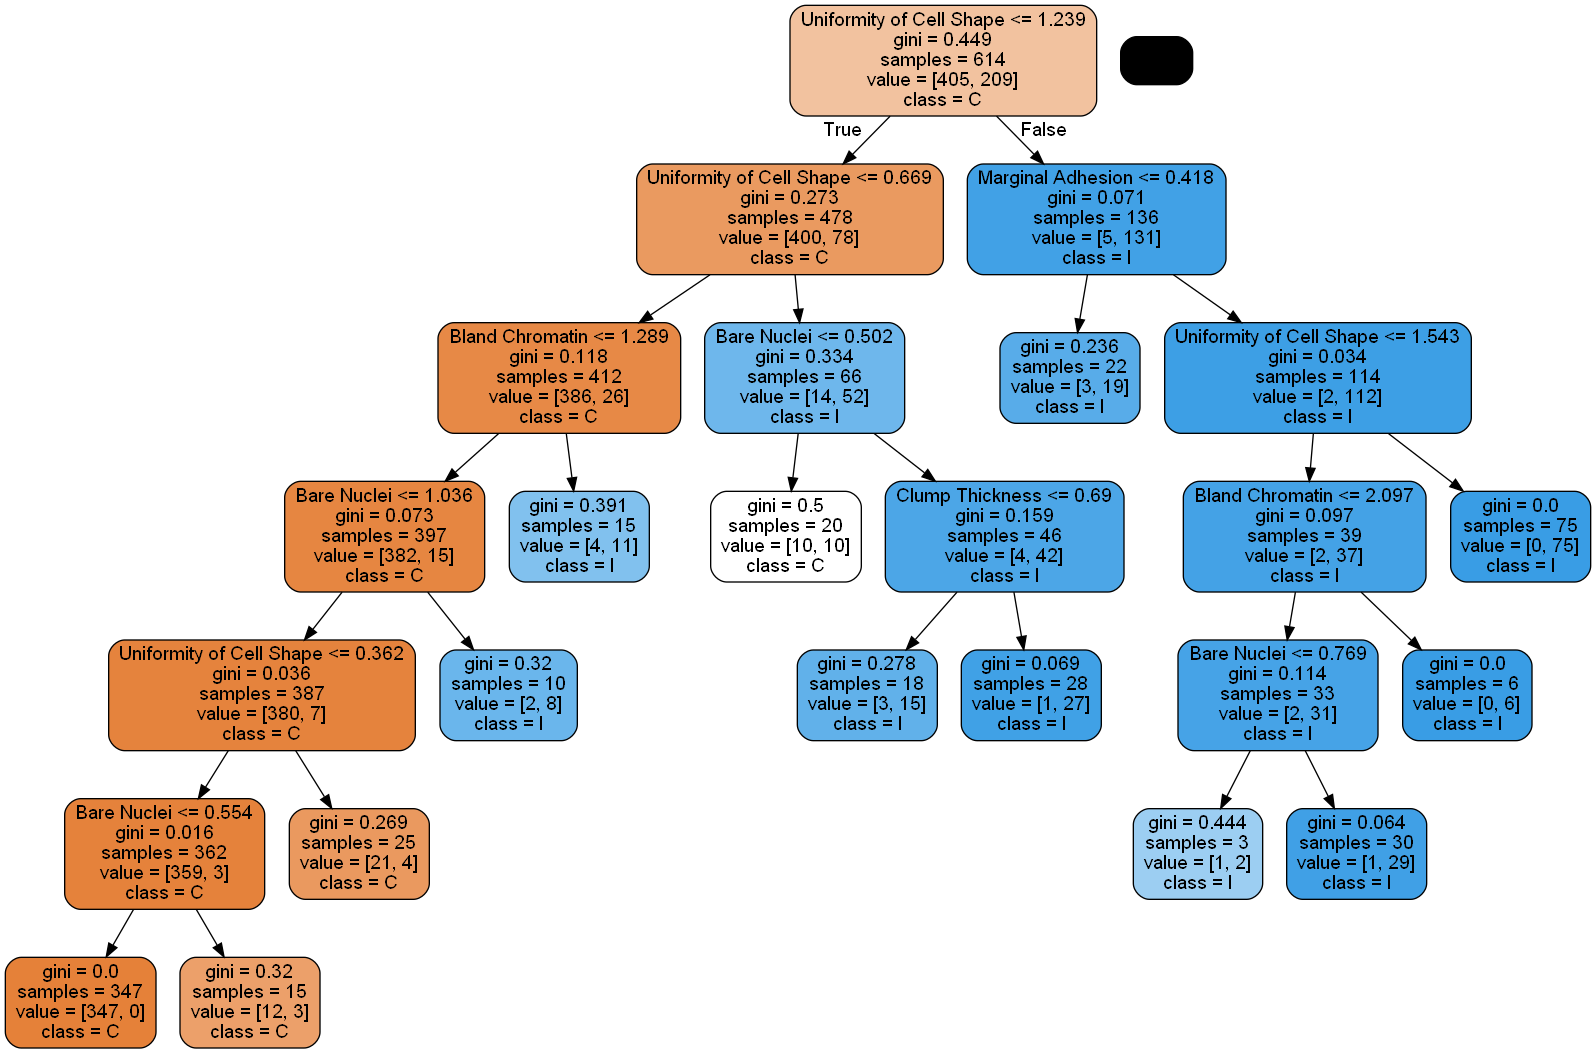 Uniformity of Cell Shape <= 1.239
gini = 0.449
samples = 614
value = [405, 209]
class = C
True
False
Uniformity of Cell Shape <= 0.669
gini = 0.273
samples = 478
value = [400, 78]
class = C
Marginal Adhesion <= 0.418
gini = 0.071
samples = 136
value = [5, 131]
class = I
Bland Chromatin <= 1.289
gini = 0.118
samples = 412
value = [386, 26]
class = C
Bare Nuclei <= 0.502
gini = 0.334
samples = 66
value = [14, 52]
class = I
gini = 0.236
samples = 22
value = [3, 19]
class = I
Uniformity of Cell Shape <= 1.543
gini = 0.034
samples = 114
value = [2, 112]
class = I
Bare Nuclei <= 1.036
gini = 0.073
samples = 397
value = [382, 15]
class = C
gini = 0.391
samples = 15
value = [4, 11]
class = I
gini = 0.5
samples = 20
value = [10, 10]
class = C
Clump Thickness <= 0.69
gini = 0.159
samples = 46
value = [4, 42]
class = I
Bland Chromatin <= 2.097
gini = 0.097
samples = 39
value = [2, 37]
class = I
gini = 0.0
samples = 75
value = [0, 75]
class = I
Uniformity of Cell Shape <= 0.362
gini = 0.036
samples = 387
value = [380, 7]
class = C
gini = 0.32
samples = 10
value = [2, 8]
class = I
gini = 0.278
samples = 18
value = [3, 15]
class = I
gini = 0.069
samples = 28
value = [1, 27]
class = I
Bare Nuclei <= 0.769
gini = 0.114
samples = 33
value = [2, 31]
class = I
gini = 0.0
samples = 6
value = [0, 6]
class = I
Bare Nuclei <= 0.554
gini = 0.016
samples = 362
value = [359, 3]
class = C
gini = 0.269
samples = 25
value = [21, 4]
class = C
gini = 0.444
samples = 3
value = [1, 2]
class = I
gini = 0.064
samples = 30
value = [1, 29]
class = I
gini = 0.0
samples = 347
value = [347, 0]
class = C
gini = 0.32
samples = 15
value = [12, 3]
class = C